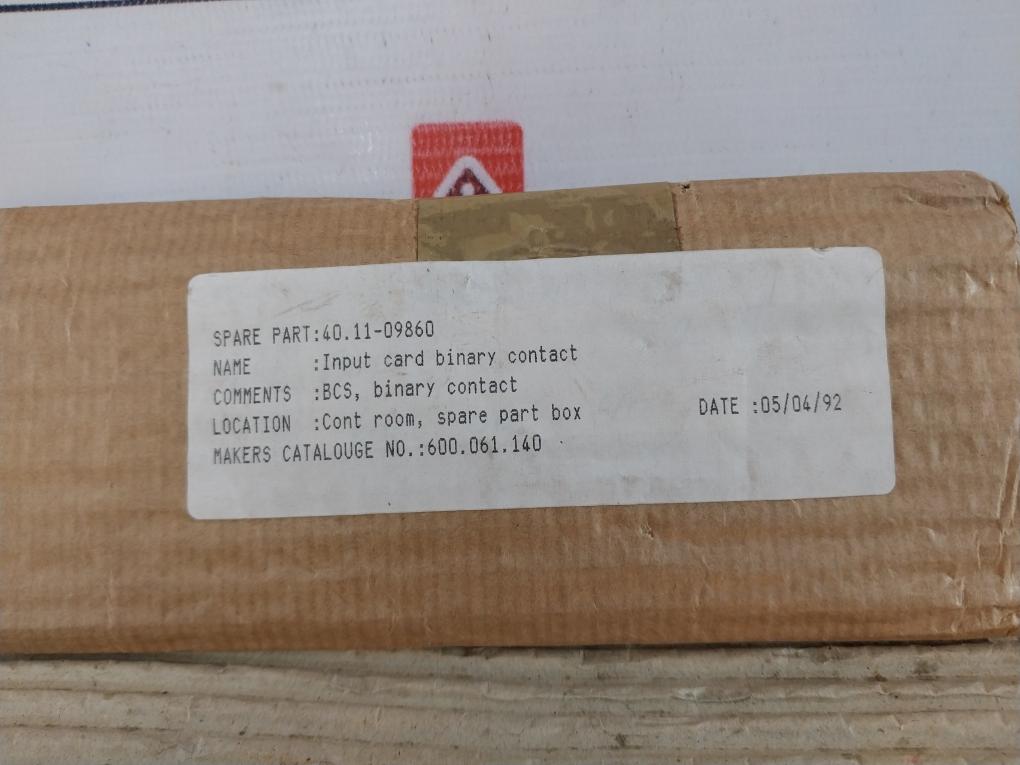 SPARE PART:40.11-09860
NAME :Input card binary contact
COMMENTS :BCS, binary contact
LOCATION :Cont room, spare part box
DATE :05/04/92
MAKERS CATALOUGE NO.:600.061.140